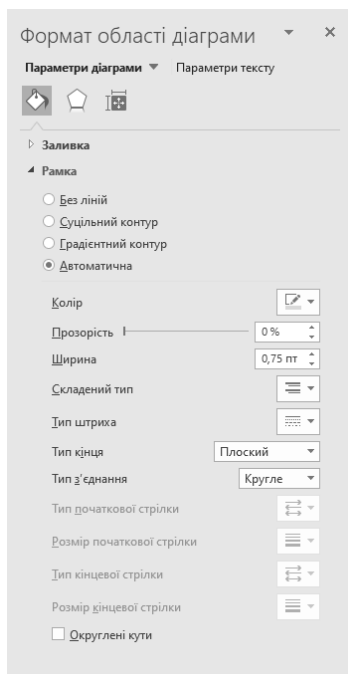 Формат області діаграми
Параметри діаграми Параметри тексту
Заливка
Рамка
Без ліній
Суцільний контур
Градієнтний контур
Автоматична
Колір
Прозорість 0 %
Ширина 0,75 пт
Складений тип
Тип штриха
Тип кінця Плоский
Тип з'єднання Кругле
Тип початкової стрілки
Розмір початкової стрілки
Тип кінцевої стрілки
Розмір кінцевої стрілки
Округлені кути